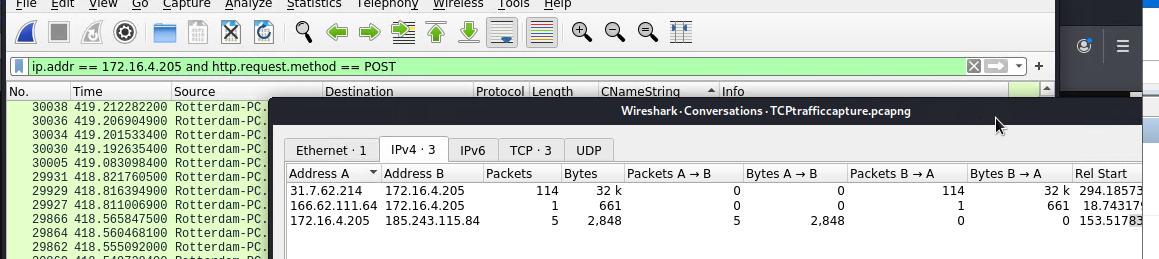 File Edit View Go Capture Analyze Statistics Telephony Wireless Tools Help
ip.addr == 172.16.4.205 and http.request.method == POST
No. Time Source Destination Protocol Length CNameString Info
30038 419.212282200 Rotterdam-PC.
30036 419.206904900 Rotterdam-PC.
30034 419.201533400 Rotterdam-PC.
30030 419.192635400 Rotterdam-PC.
30005 419.083098400 Rotterdam-PC.
29931 418.821760500 Rotterdam-PC.
29929 418.816394900 Rotterdam-PC.
29927 418.811006900 Rotterdam-PC.
29866 418.565847500 Rotterdam-PC.
29864 418.560468100 Rotterdam-PC.
29862 418.555092000 Rotterdam-PC.
Wireshark · Conversations · TCPtrafficcapture.pcapng
Ethernet · 1 IPv4 · 3 IPv6 TCP · 3 UDP
Address A Address B Packets Bytes Packets A → B Bytes A → B Packets B → A Bytes B → A Rel Start
31.7.62.214 172.16.4.205 114 32 k 0 0 114 32 k 294.18573
166.62.111.64 172.16.4.205 1 661 0 0 1 661 18.743179
172.16.4.205 185.243.115.84 5 2,848 5 2,848 0 0 153.51783